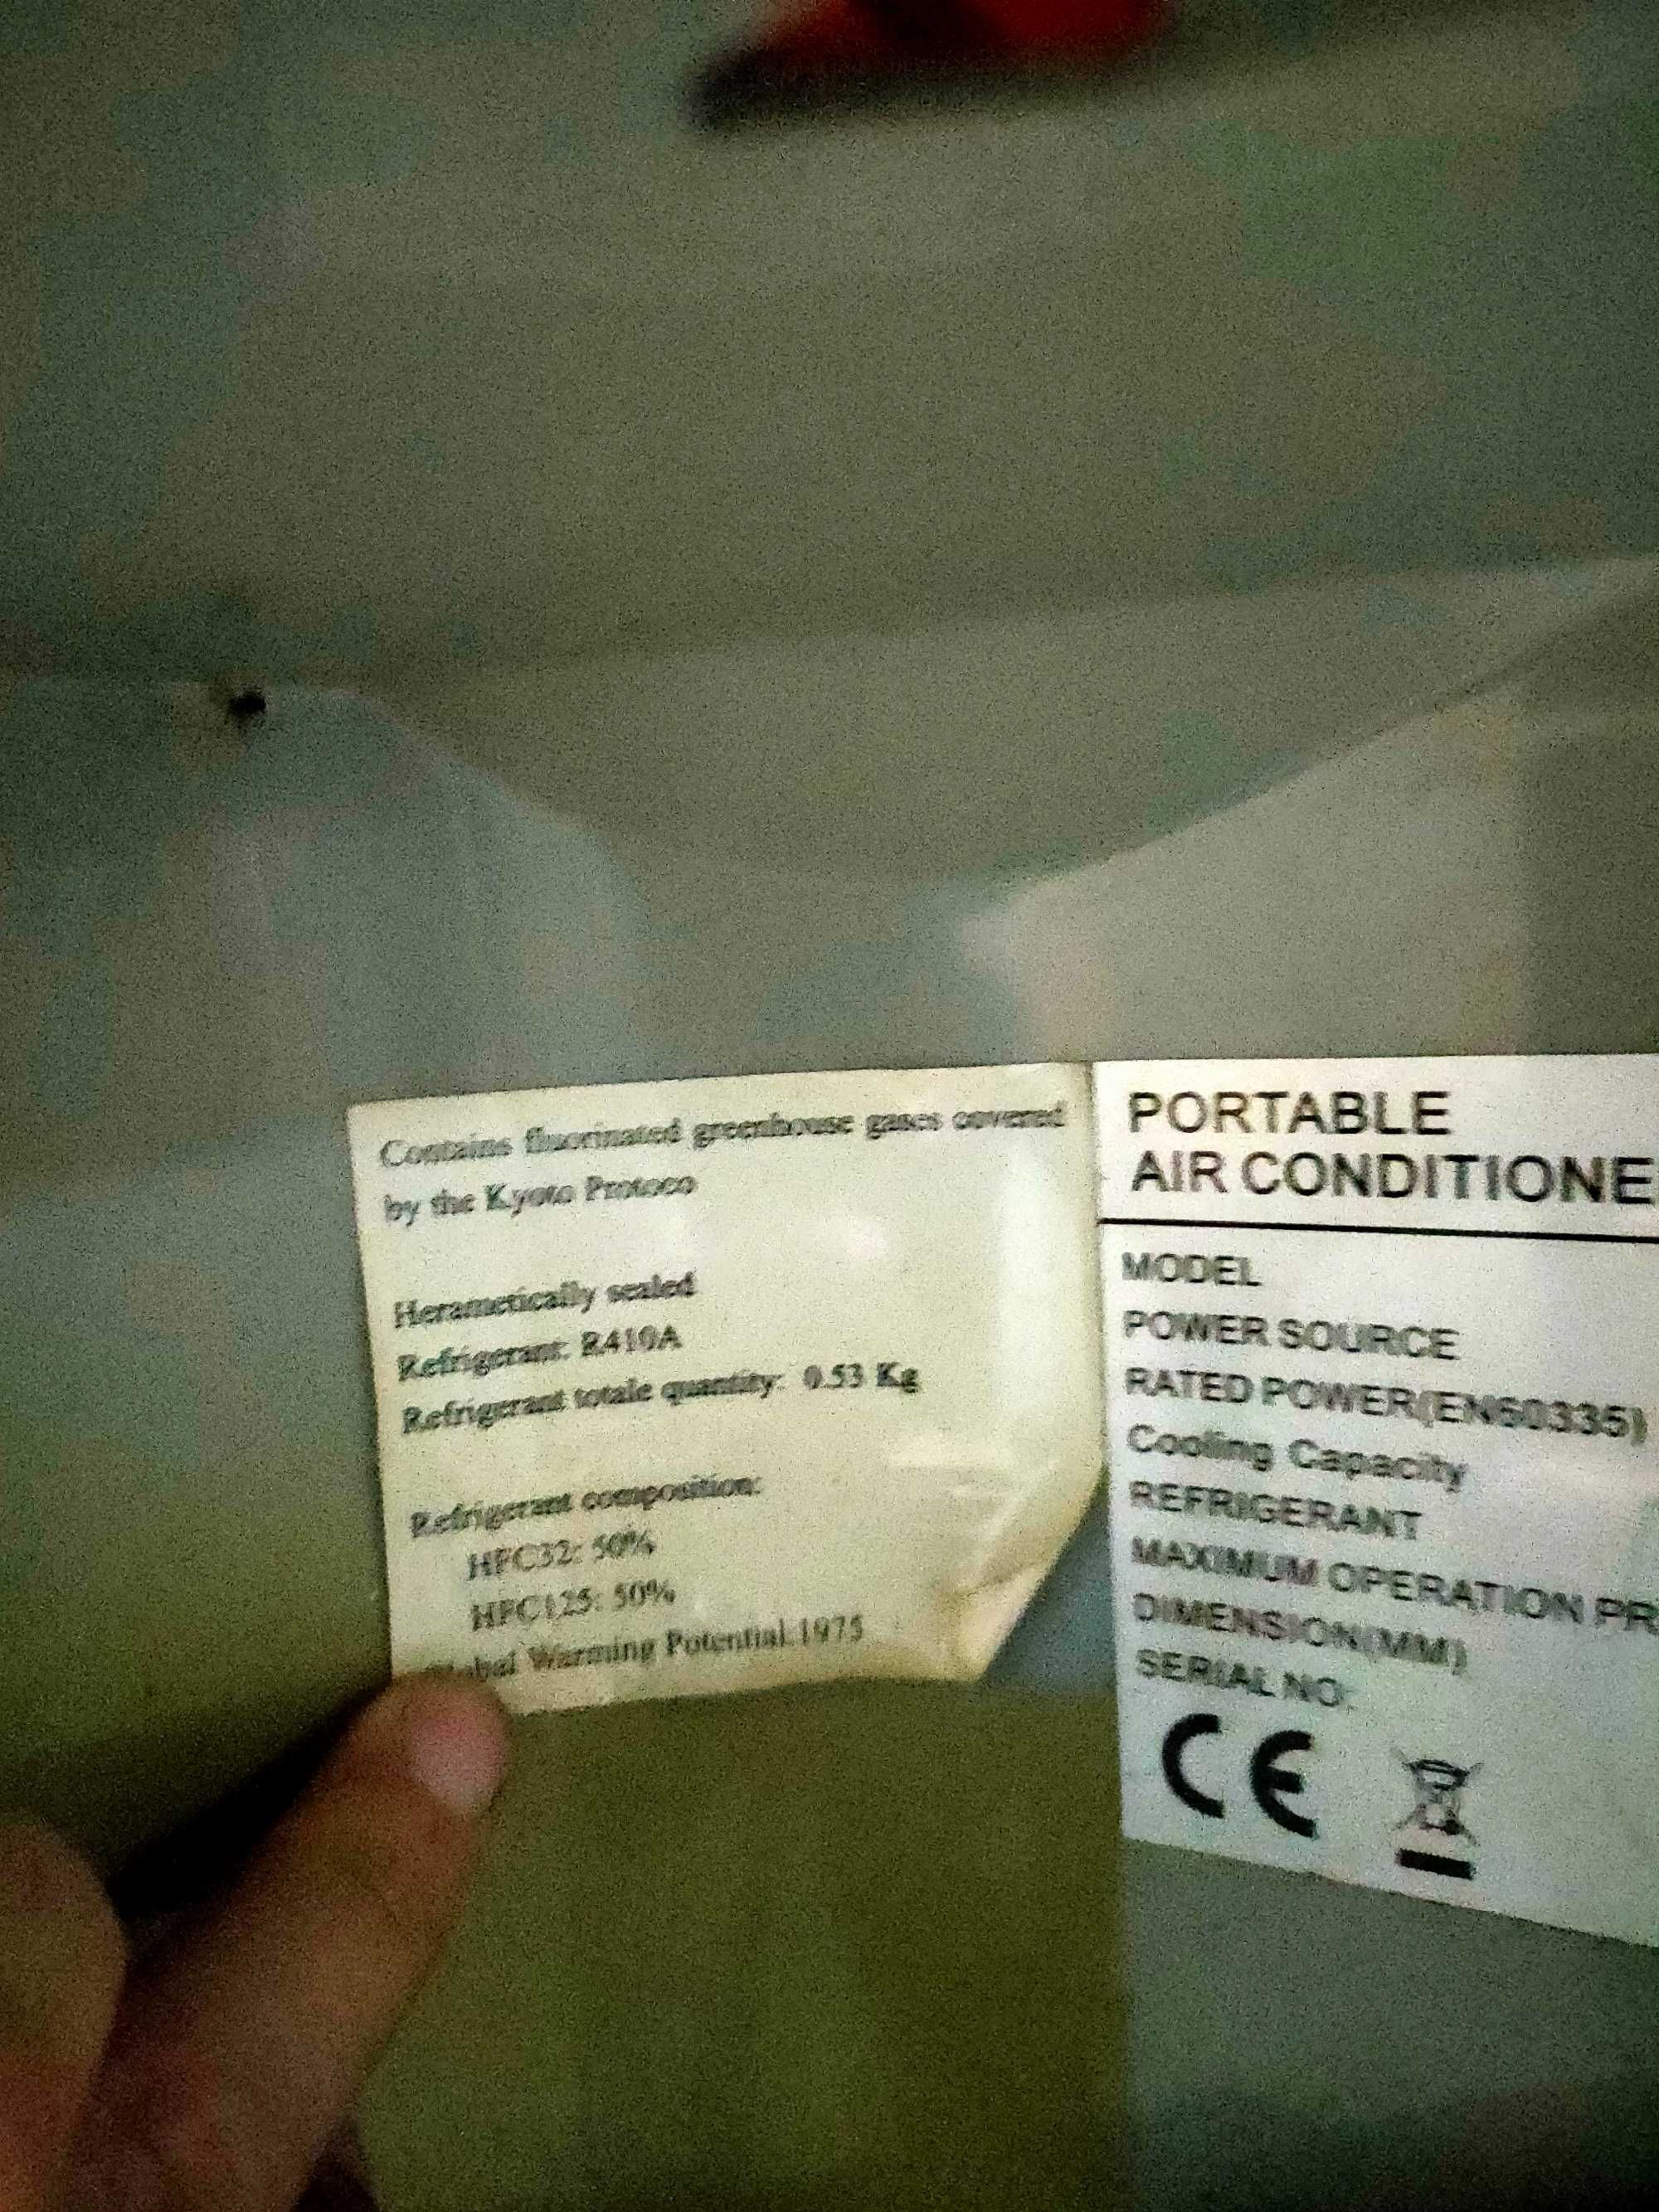 Contains fluorinated greenhouse gases covered
by the Kyoto Protoco
Herametically sealed
Refrigerant: R410A
Refrigerant totale quantity: 0.53 Kg
Refrigerant composition:
HFC32: 50%
HFC125: 50%
Global Warming Potential:1975
PORTABLE
AIR CONDITIONE
MODEL
POWER SOURCE
RATED POWER(EN60335)
Cooling Capacity
REFRIGERANT
MAXIMUM OPERATION PR
DIMENSION(MM)
SERIAL NO:
CE